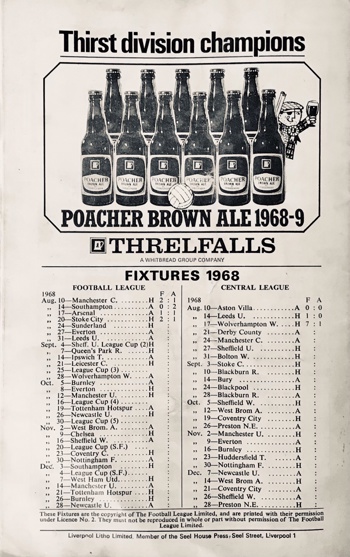 Thirst division champions
POACHER
BROWN ALE
POACHER BROWN ALE 1968-9
THRELFALLS
A WHITBREAD GROUP COMPANY
FIXTURES 1968
FOOTBALL LEAGUE
1968 F A
Aug. 10—Manchester C. H 2 : 1
„ 14—Southampton A 0 : 2
„ 17—Arsenal A 1 : 1
„ 20—Stoke City H 2 : 1
„ 24—Sunderland H :
„ 27—Everton A :
„ 31—Leeds U. A :
Sept. 4—Sheff. U. League Cup (2)H
„ 7—Queen's Park R. H
„ 14—Ipswich T. A
„ 21—Leicester C. H
„ 25—League Cup (3)
„ 28—Wolverhampton W. A
Oct. 5—Burnley A
„ 8—Everton H
„ 12—Manchester U H
„ 16—League Cup (4)
„ 19—Tottenham Hotspur A
„ 26—Newcastle U. H
„ 30—League Cup (5)
Nov. 2—West Brom. A. A
„ 9—Chelsea H
„ 16—Sheffield W. A
„ 20—League Cup (S.F.)
„ 23—Coventry C. H
„ 30—Nottingham F. A
Dec. 3—Southampton H
„ 4—League Cup (S.F.)
„ 7—West Ham Utd. H
„ 14—Manchester U. A
„ 21—Tottenham Hotspur H
„ 26—Burnley H
„ 28—Newcastle U. A
CENTRAL LEAGUE
1968 F A
Aug. 10—Aston Villa A 0 : 0
„ 14—Leeds U. H 1 : 0
„ 17—Wolverhampton W. H 7 : 1
„ 21—Derby County A :
„ 24—Manchester C. A :
„ 27—Sheffield U. H :
„ 31—Bolton W. H :
Sept. 3—Stoke C. H :
„ 10—Blackburn R. H :
„ 14—Bury A :
„ 24—Blackpool H :
„ 28—Blackburn R. H :
Oct. 5—Sheffield W. H :
„ 12—West Brom A. A :
„ 19—Coventry City H :
„ 26—Preston N.E. A :
Nov. 2—Manchester U. H :
„ 9—Everton A :
„ 16—Burnley H :
„ 23—Huddersfield T. A :
„ 30—Nottingham F. H :
Dec. 7—Newcastle U. A :
„ 14—West Brom A. H :
„ 21—Coventry City A :
„ 26—Sheffield W. A :
„ 28—Preston N.E. H :
These Fixtures are the copyright of The Football League Limited, and are printed with their permission
under Licence No. 2. They must not be reproduced in whole or part without permission of The Football
League Limited.
Liverpool Litho Limited, Member of the Seel House Press, Seel Street, Liverpool 1